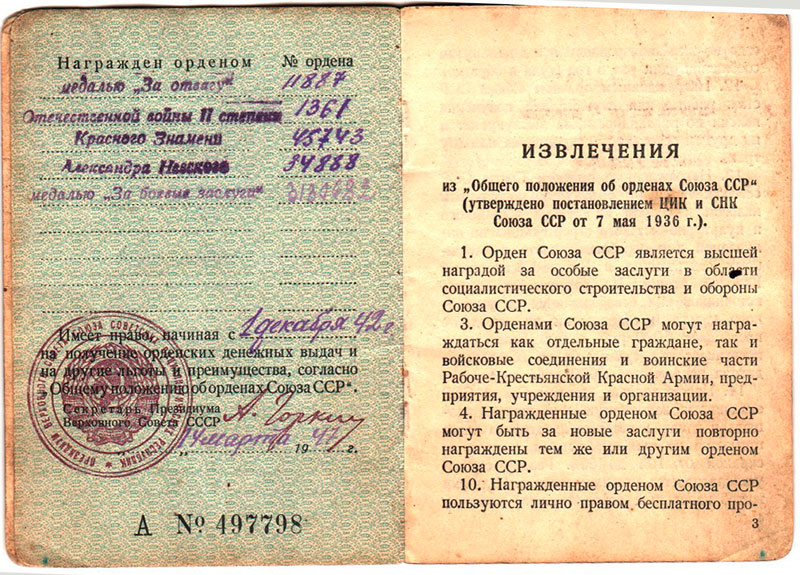 Награжден орденом № ордена
медалью „За отвагу“ 11887
Отечественной войны II степени 1361
Красного Знамени 45743
Александра Невского 34888
медалью „За боевые заслуги“
Имеет право, начиная с 1 декабря 42 г.
на получение орденских денежных выдач и
на другие льготы и преимущества, согласно
„Общему положению об орденах Союза ССР“.
Секретарь Президиума
Верховного Совета СССР А. Горкин
14 марта 47
19 г.
А № 497798
ИЗВЛЕЧЕНИЯ
из „Общего положения об орденах Союза ССР“
(утверждено постановлением ЦИК и СНК
Союза ССР от 7 мая 1936 г.).
1. Орден Союза ССР является высшей
наградой за особые заслуги в области
социалистического строительства и обороны
Союза ССР.
3. Орденами Союза ССР могут награ-
ждаться как отдельные граждане, так и
войсковые соединения и воинские части
Рабоче-Крестьянской Красной Армии, пред-
приятия, учреждения и организации.
4. Награжденные орденом Союза ССР
могут быть за новые заслуги повторно
награждены тем же или другим орденом
Союза ССР.
10. Награжденные орденом Союза ССР
пользуются лично правом бесплатного про-
3